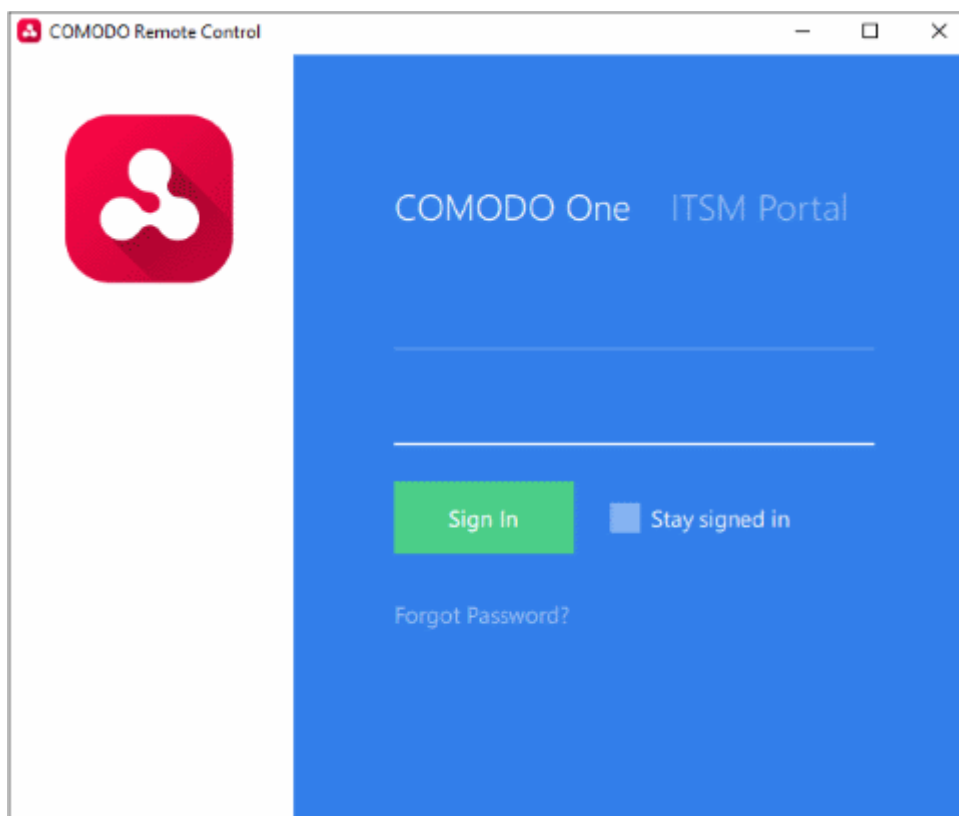 COMODO Remote Control
COMODO One ITSM Portal
Sign In Stay signed in
Forgot Password?